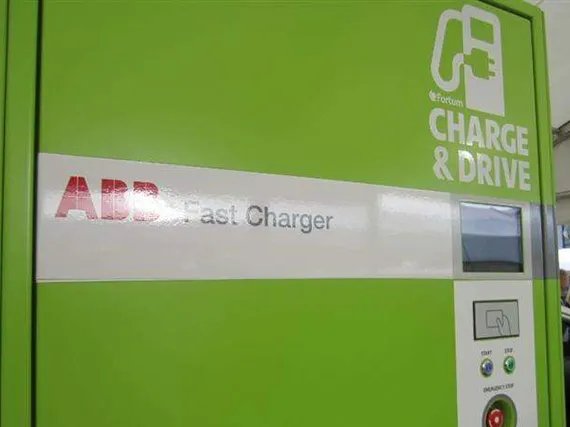 fortum
CHARGE
& DRIVE
ABB Fast Charger
START STOP
EMERGENCY STOP